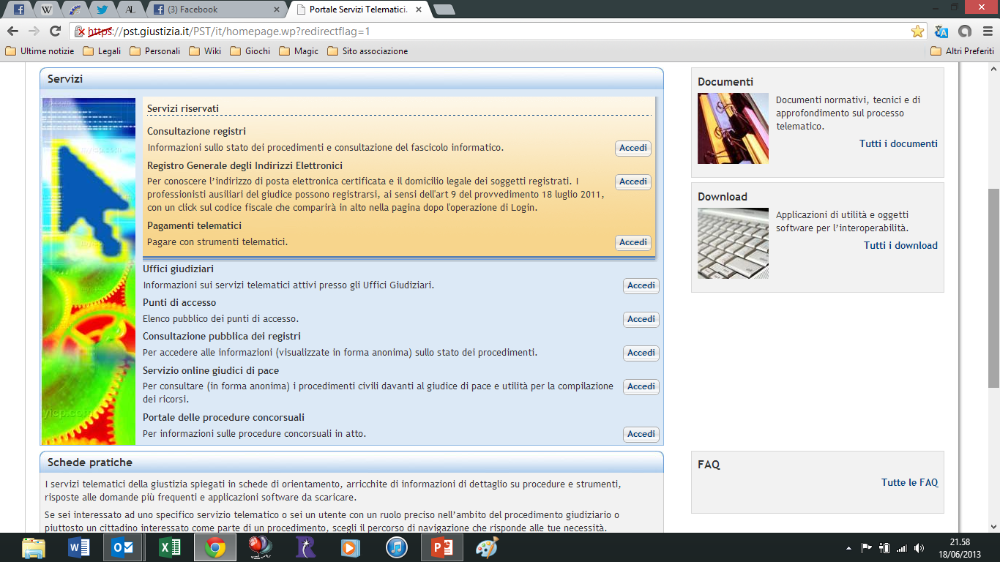 (3) Facebook
Portale Servizi Telematici.
https://pst.giustizia.it/PST/it/homepage.wp?redirectflag=1
Ultime notizie
Legali
Personali
Wiki
Giochi
Magic
Sito associazione
Altri Preferiti
Servizi
Servizi riservati
Consultazione registri
Informazioni sullo stato dei procedimenti e consultazione del fascicolo informatico.
Accedi
Registro Generale degli Indirizzi Elettronici
Per conoscere l’indirizzo di posta elettronica certificata e il domicilio legale dei soggetti registrati. I
professionisti ausiliari del giudice possono registrarsi, ai sensi dell'art 9 del provvedimento 18 luglio 2011,
con un click sul codice fiscale che comparirà in alto nella pagina dopo l'operazione di Login.
Accedi
Pagamenti telematici
Pagare con strumenti telematici.
Accedi
Uffici giudiziari
Informazioni sui servizi telematici attivi presso gli Uffici Giudiziari.
Accedi
Punti di accesso
Elenco pubblico dei punti di accesso.
Accedi
Consultazione pubblica dei registri
Per accedere alle informazioni (visualizzate in forma anonima) sullo stato dei procedimenti.
Accedi
Servizio online giudici di pace
Per consultare (in forma anonima) i procedimenti civili davanti al giudice di pace e utilità per la compilazione
dei ricorsi.
Accedi
Portale delle procedure concorsuali
Per informazioni sulle procedure concorsuali in atto.
Accedi
Schede pratiche
I servizi telematici della giustizia spiegati in schede di orientamento, arricchite di informazioni di dettaglio su procedure e strumenti,
risposte alle domande più frequenti e applicazioni software da scaricare.
Se sei interessato ad uno specifico servizio telematico o sei un utente con un ruolo preciso nell’ambito del procedimento giudiziario o
piuttosto un cittadino interessato come parte di un procedimento, scegli il percorso di navigazione che risponde alle tue necessità.
Documenti
Documenti normativi, tecnici e di
approfondimento sul processo
telematico.
Tutti i documenti
Download
Applicazioni di utilità e oggetti
software per l’interoperabilità.
Tutti i download
FAQ
Tutte le FAQ
21.58
18/06/2013